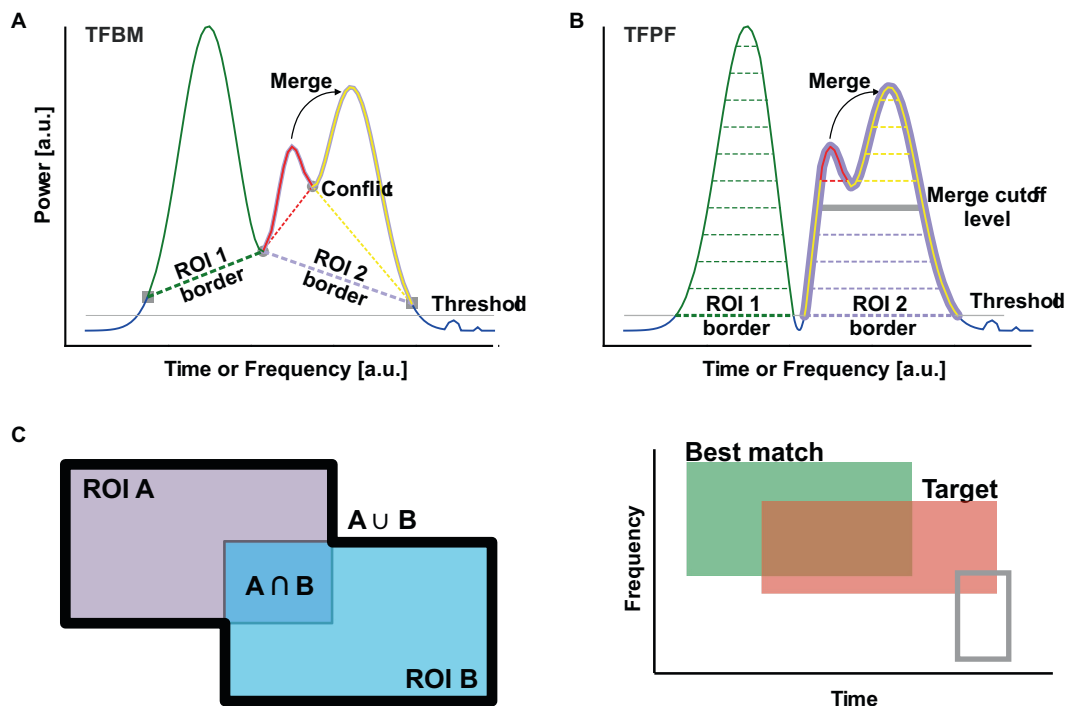 A
TFBM
Power [a.u.]
Merge
Conflict
ROI 1
border
ROI 2
border
Threshold
Time or Frequency [a.u.]
B
TFPF
Merge
Merge cutoff
level
ROI 1
border
ROI 2
border
Threshold
Time or Frequency [a.u.]
C
ROI A
A ∪ B
A ∩ B
ROI B
Best match
Target
Frequency
Time